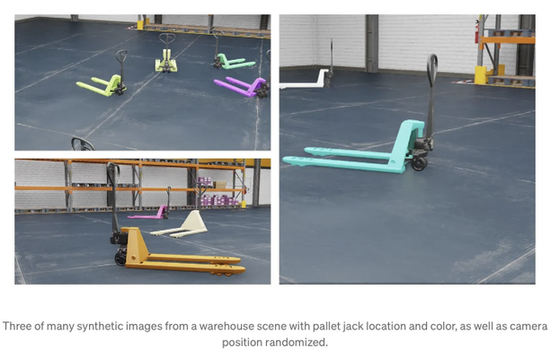 Three of many synthetic images from a warehouse scene with pallet jack location and color, as well as camera
position randomized.